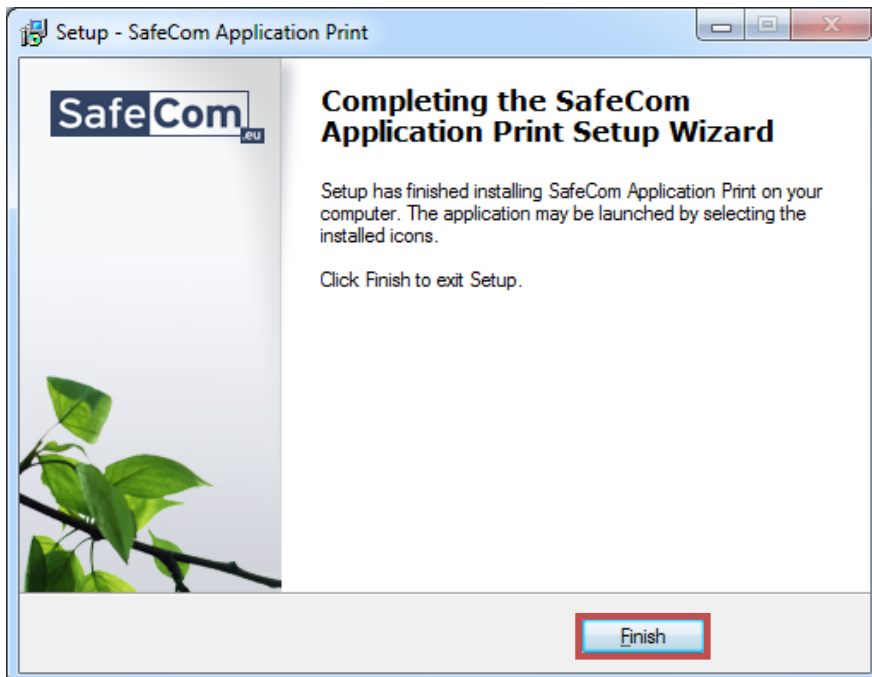 Setup - SafeCom Application Print
SafeCom
.eu
Completing the SafeCom
Application Print Setup Wizard
Setup has finished installing SafeCom Application Print on your
computer. The application may be launched by selecting the
installed icons.
Click Finish to exit Setup.
Finish